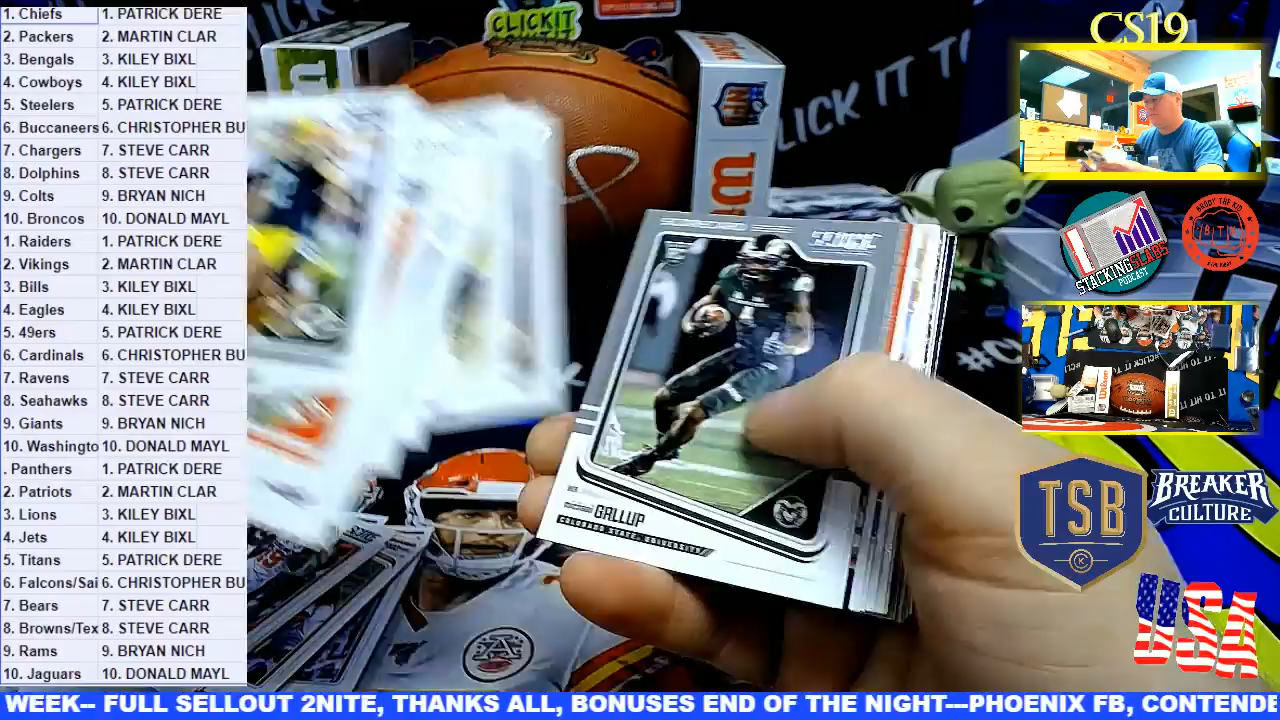 1. Chiefs 1. PATRICK DERE
2. Packers 2. MARTIN CLAR
3. Bengals 3. KILEY BIXL
4. Cowboys 4. KILEY BIXL
5. Steelers 5. PATRICK DERE
6. Buccaneers 6. CHRISTOPHER BU
7. Chargers 7. STEVE CARR
8. Dolphins 8. STEVE CARR
9. Colts 9. BRYAN NICH
10. Broncos 10. DONALD MAYL
1. Raiders 1. PATRICK DERE
2. Vikings 2. MARTIN CLAR
3. Bills 3. KILEY BIXL
4. Eagles 4. KILEY BIXL
5. 49ers 5. PATRICK DERE
6. Cardinals 6. CHRISTOPHER BU
7. Ravens 7. STEVE CARR
8. Seahawks 8. STEVE CARR
9. Giants 9. BRYAN NICH
10. Washingto 10. DONALD MAYL
. Panthers 1. PATRICK DERE
2. Patriots 2. MARTIN CLAR
3. Lions 3. KILEY BIXL
4. Jets 4. KILEY BIXL
5. Titans 5. PATRICK DERE
6. Falcons/Sai 6. CHRISTOPHER BU
7. Bears 7. STEVE CARR
8. Browns/Tex 8. STEVE CARR
9. Rams 9. BRYAN NICH
10. Jaguars 10. DONALD MAYL
CLICKIT
CLICK IT TO
NFL
CS19
STACKING SLABS
PODCAST
BRODY THE KID
BTK
GALLUP
COLORADO STATE UNIVERSITY
TSB
K
BREAKER
CULTURE
USA
WEEK-- FULL SELLOUT 2NITE, THANKS ALL, BONUSES END OF THE NIGHT---PHOENIX FB, CONTENDE